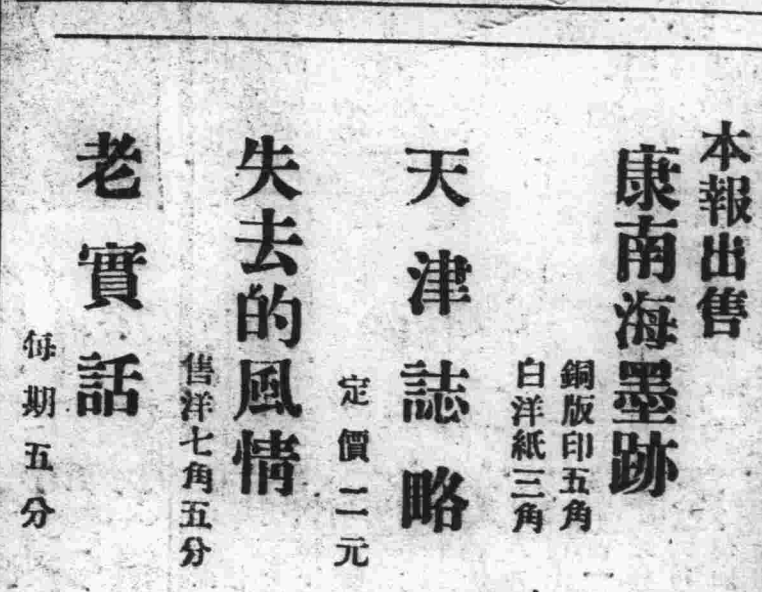 本報出售
康南海墨跡
銅版印五角
白洋紙三角
天津誌略
定價二元
失去的風情
售洋七角五分
老實話
每期五分